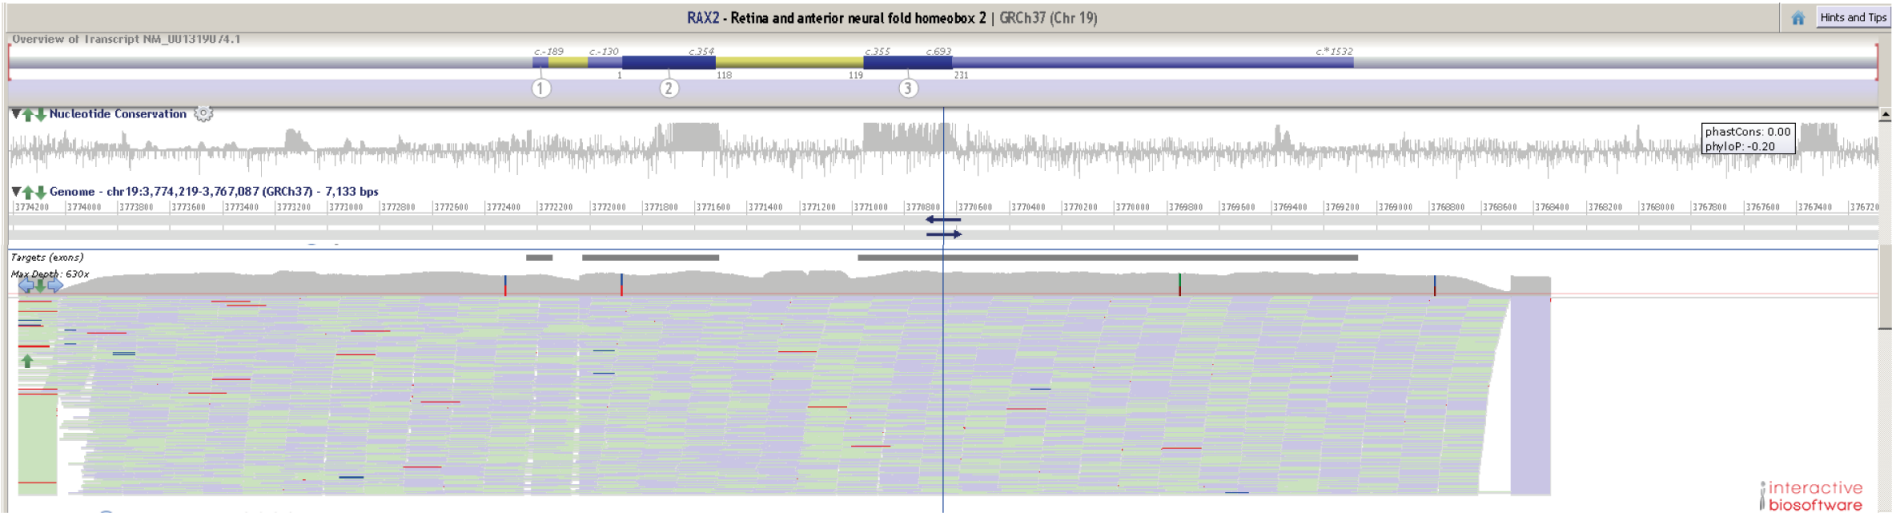 RAX2 - Retina and anterior neural fold homeobox 2 | GRCh37 (Chr 19)
Hints and Tips
Overview of Transcript NM_001319074.1
c.-189 c.-130 c.354 c.355 c.693 c.*1532
1 118 119 231
1 2 3
Nucleotide Conservation
phastCons: 0.00
phyloP: -0.20
Genome - chr19:3,774,219-3,767,087 (GRCh37) - 7,133 bps
3774200 3774000 3773800 3773600 3773400 3773200 3773000 3772800 3772600 3772400 3772200 3772000 3771800 3771600 3771400 3771200 3771000 3770800 3770600 3770400 3770200 3770000 3769800 3769600 3769400 3769200 3769000 3768800 3768600 3768400 3768200 3768000 3767800 3767600 3767400 376720
Targets (exons)
Max Depth: 630x
interactive
biosoftware